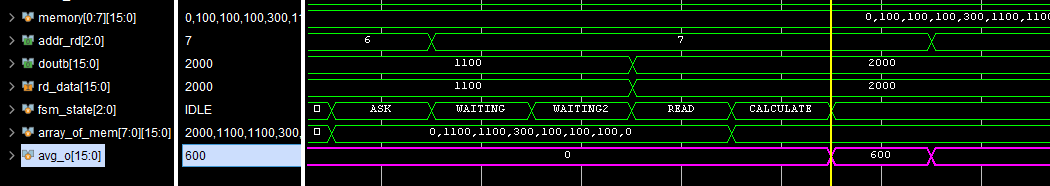 memory[0:7][15:0] 0,100,100,100,300,11 0,100,100,100,300,1100,110
addr_rd[2:0] 7 6 7
doutb[15:0] 2000 1100 2000
rd_data[15:0] 2000 1100 2000
fsm_state[2:0] IDLE ASK WAITING WAITING2 READ CALCULATE
array_of_mem[7:0][15:0] 2000,1100,1100,300, 0,1100,1100,300,100,100,100,0
avg_o[15:0] 600 0 600